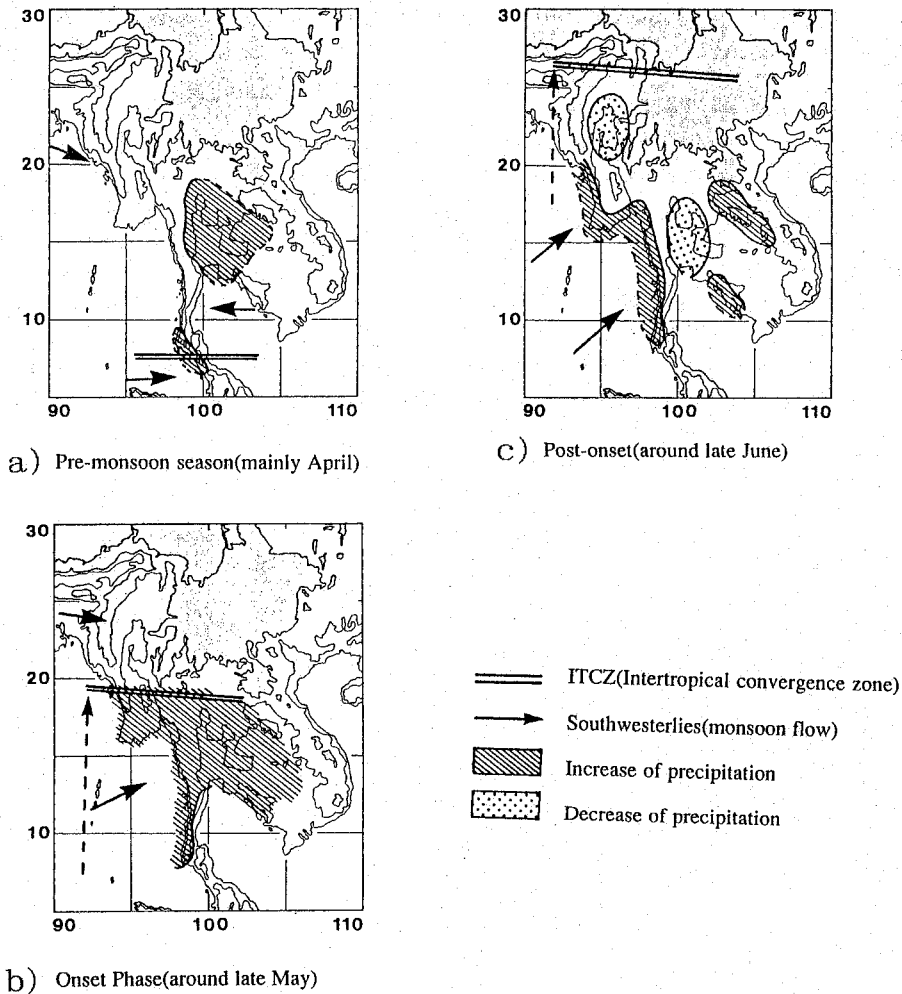 30
20
10
90 100 110
a) Pre-monsoon season(mainly April)
30
20
10
90 100 110
c) Post-onset(around late June)
30
20
10
90 100 110
b) Onset Phase(around late May)
ITCZ(Intertropical convergence zone)
Southwesterlies(monsoon flow)
Increase of precipitation
Decrease of precipitation